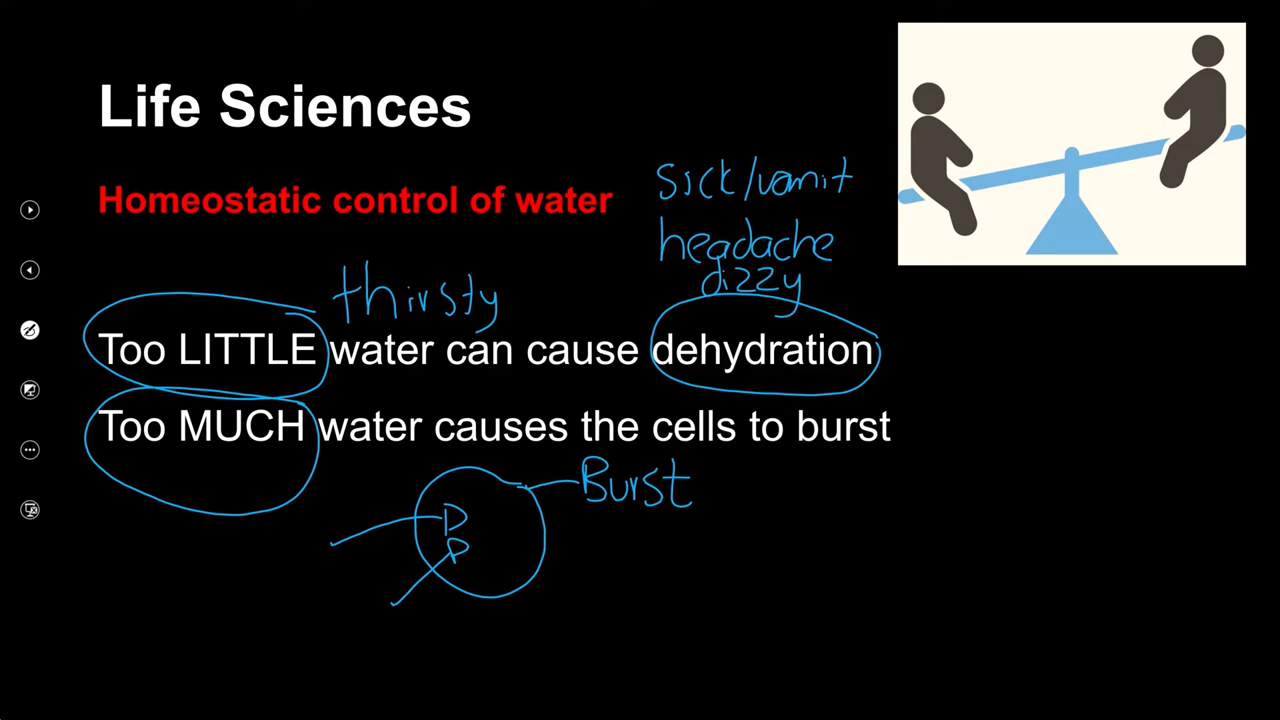 Life Sciences
Homeostatic control of water
sick/vomit
headache
dizzy
thirsty
Too LITTLE water can cause dehydration
Too MUCH water causes the cells to burst
Burst